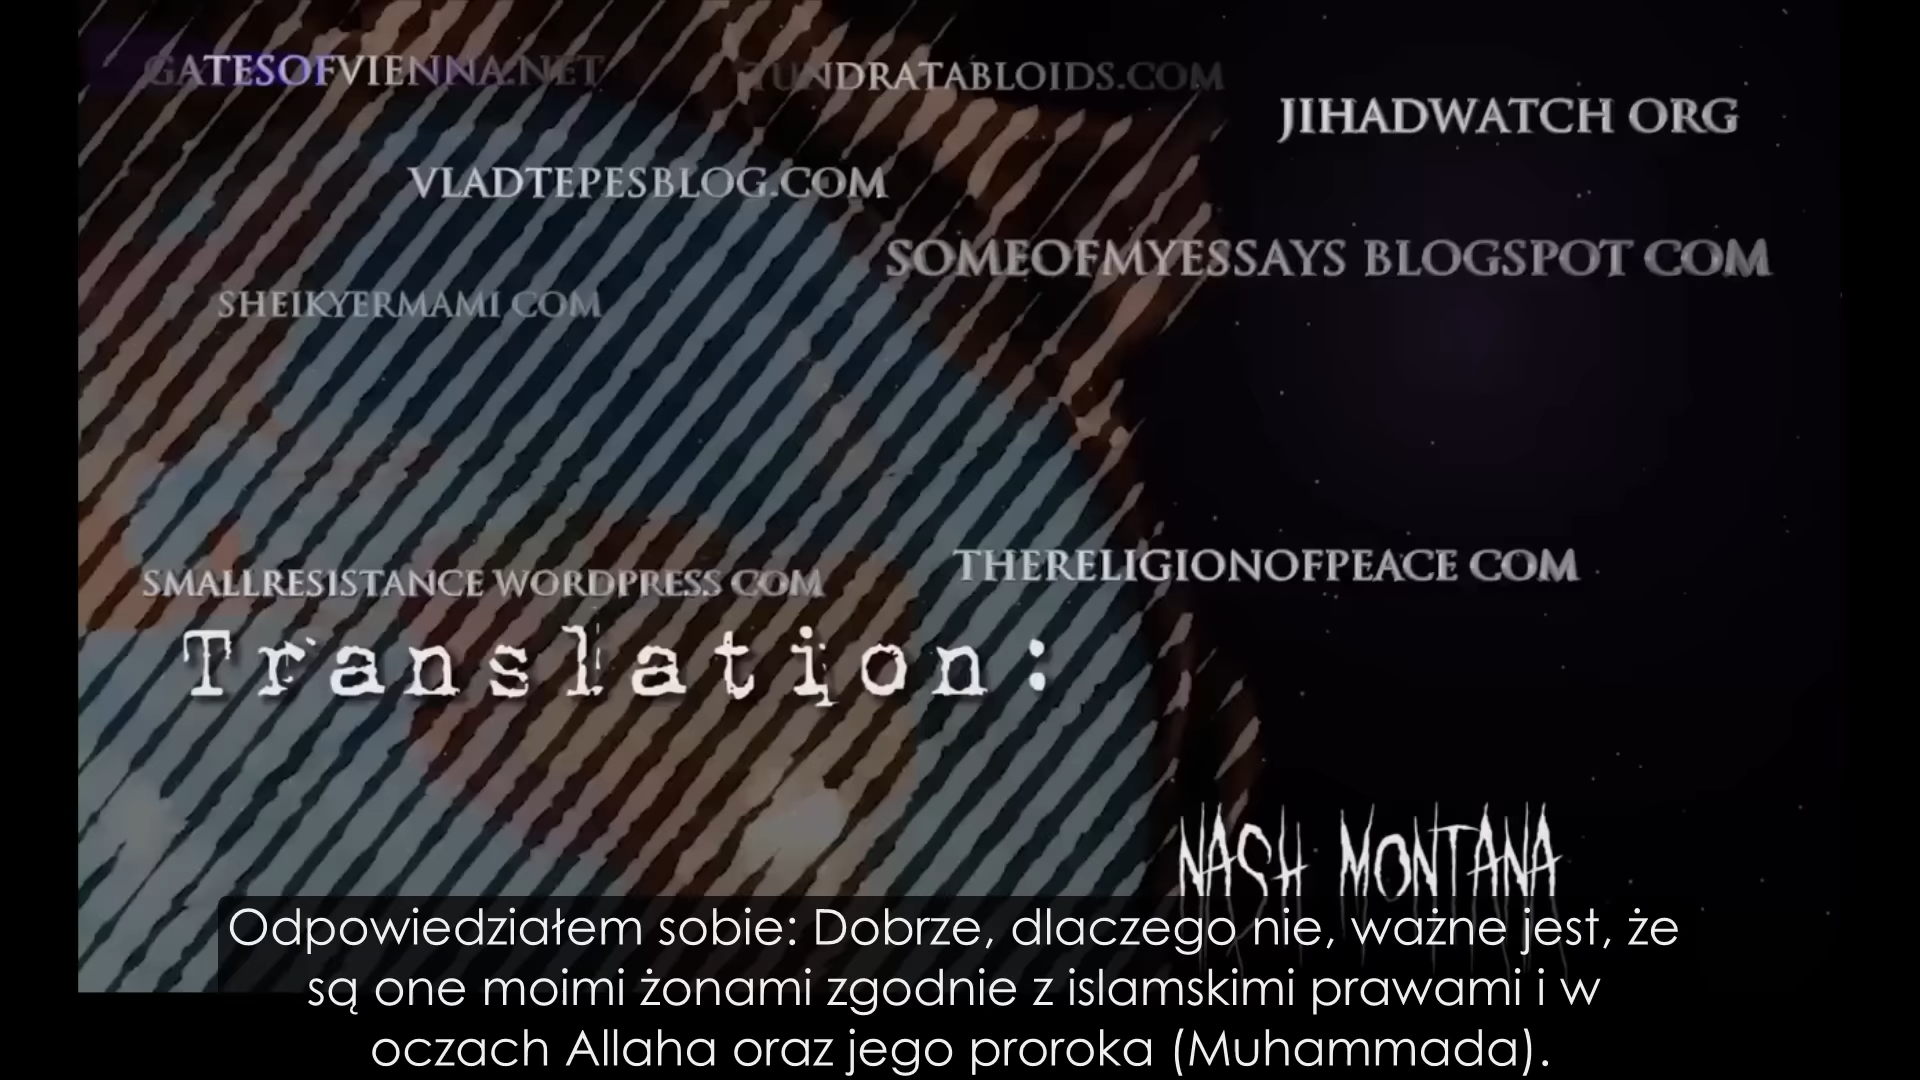 GATESOFVIENNA.NET
TUNDRATABLOIDS.COM
JIHADWATCH ORG
VLADTEPESBLOG.COM
SOMEOFMYESSAYS BLOGSPOT COM
SHEIKYERMAMI COM
THERELIGIONOFPEACE COM
SMALLRESISTANCE WORDPRESS COM
Translation:
NASH MONTANA
Odpowiedziałem sobie: Dobrze, dlaczego nie, ważne jest, że
są one moimi żonami zgodnie z islamskimi prawami i w
oczach Allaha oraz jego proroka (Muhammada).